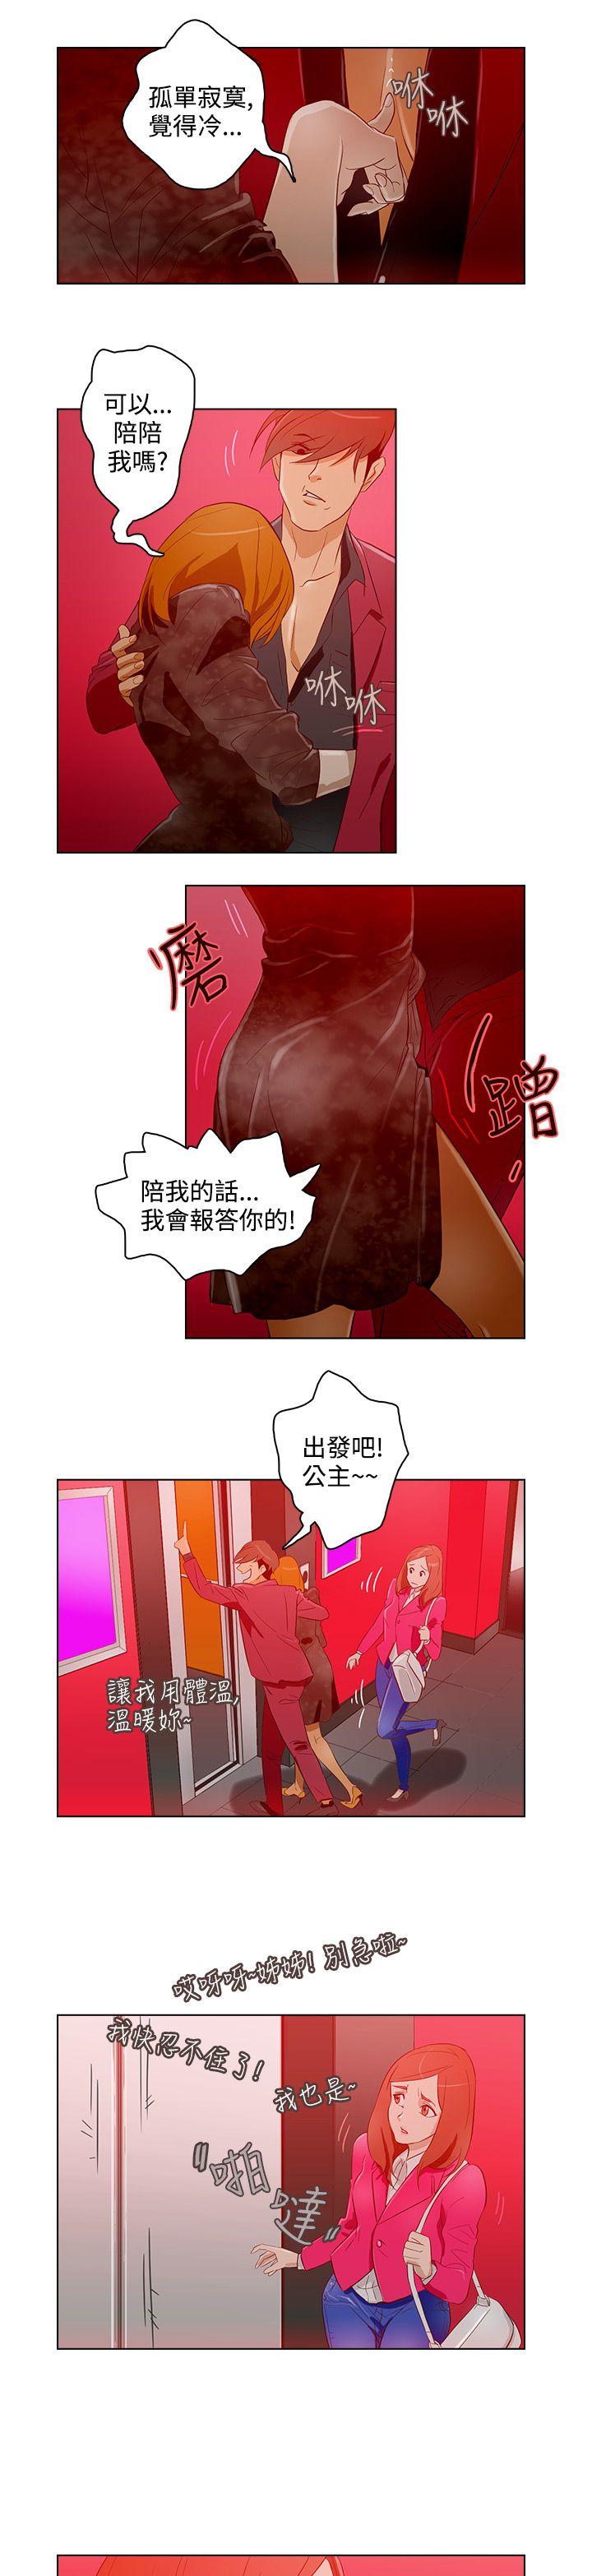 孤單寂寞,
覺得冷...
咻
咻
可以...
陪陪
我嗎?
咻
咻
磨
蹭
陪我的話...
我會報答你的!
出發吧!
公主~~
讓我用體溫,
溫暖妳~
哎呀呀~姊姊! 別急啦~
我快忍不住了!
我也是~
"啪
噠"